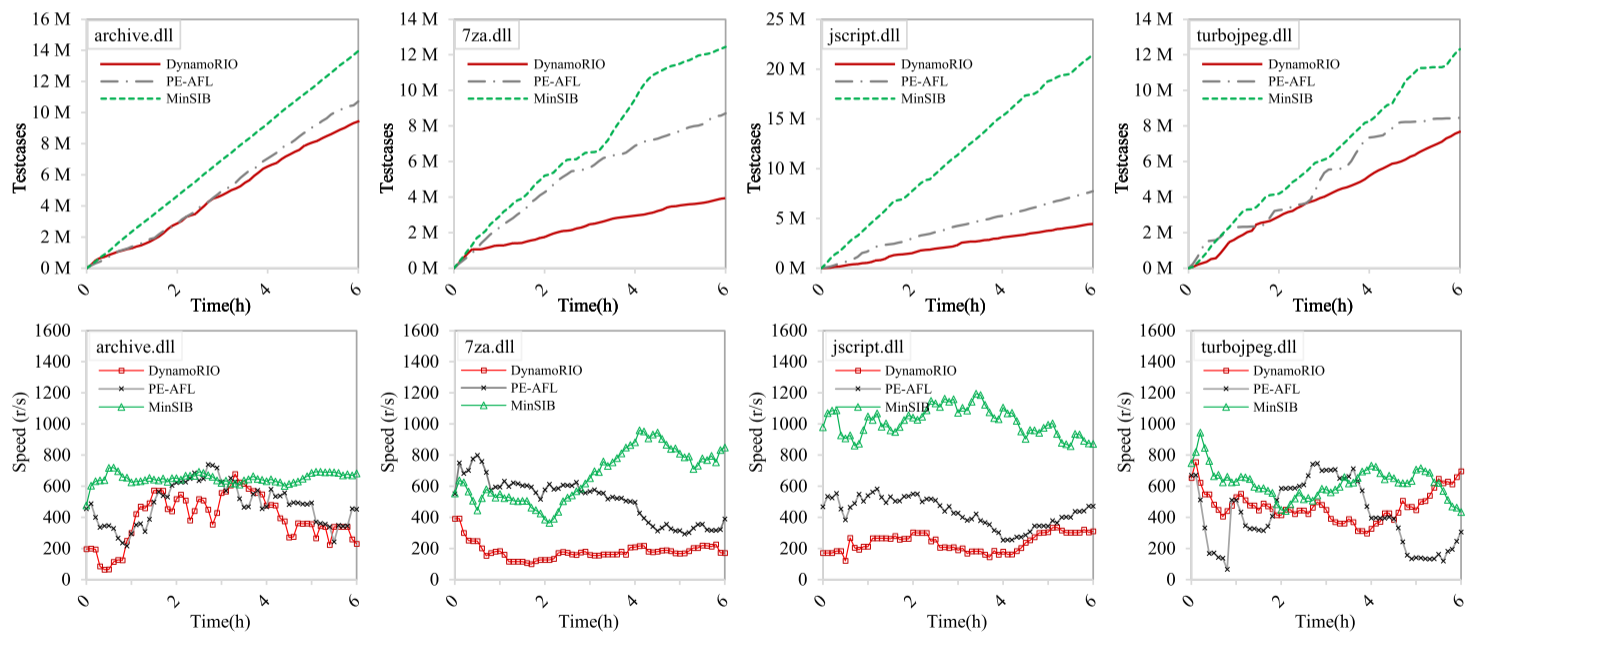 16 M
14 M
12 M
10 M
8 M
6 M
4 M
2 M
0 M
Testcases
archive.dll
DynamoRIO
PE-AFL
MinSIB
0 2 4 6
Time(h)
14 M
12 M
10 M
8 M
6 M
4 M
2 M
0 M
Testcases
7za.dll
DynamoRIO
PE-AFL
MinSIB
0 2 4 6
Time(h)
25 M
20 M
15 M
10 M
5 M
0 M
Testcases
jscript.dll
DynamoRIO
PE-AFL
MinSIB
0 2 4 6
Time(h)
14 M
12 M
10 M
8 M
6 M
4 M
2 M
0 M
Testcases
turbojpeg.dll
DynamoRIO
PE-AFL
MinSIB
0 2 4 6
Time(h)
1600
1400
1200
1000
800
600
400
200
0
Speed (r/s)
archive.dll
DynamoRIO
PE-AFL
MinSIB
0 2 4 6
Time(h)
1600
1400
1200
1000
800
600
400
200
0
Speed (r/s)
7za.dll
DynamoRIO
PE-AFL
MinSIB
0 2 4 6
Time(h)
1600
1400
1200
1000
800
600
400
200
0
Speed (r/s)
jscript.dll
DynamoRIO
PE-AFL
MinSIB
0 2 4 6
Time(h)
1600
1400
1200
1000
800
600
400
200
0
Speed (r/s)
turbojpeg.dll
DynamoRIO
PE-AFL
MinSIB
0 2 4 6
Time(h)